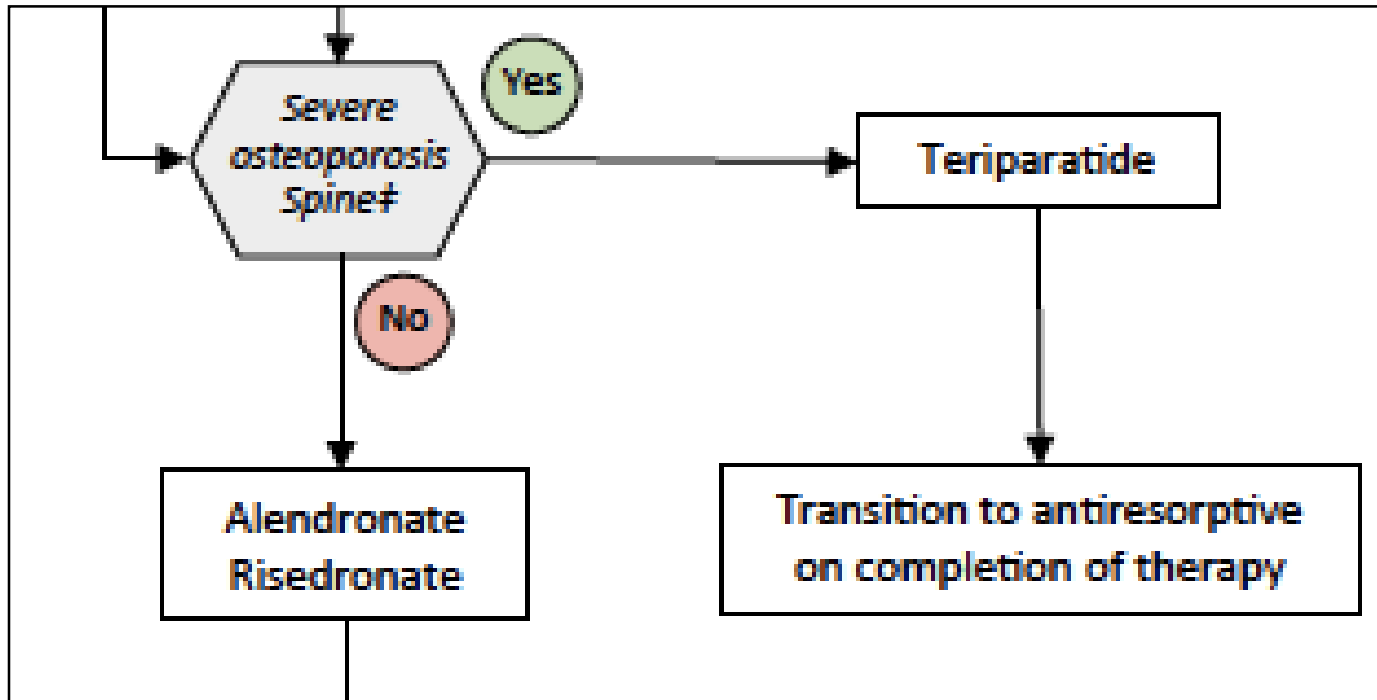 Severe
osteoporosis
Spine‡
Yes
Teriparatide
No
Alendronate
Risedronate
Transition to antiresorptive
on completion of therapy